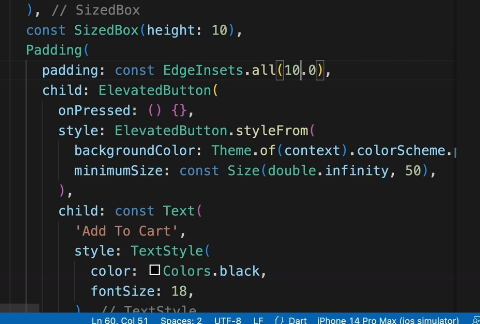 ), // SizedBox
const SizedBox(height: 10),
Padding(
padding: const EdgeInsets.all(10.0),
child: ElevatedButton(
onPressed: () {},
style: ElevatedButton.styleFrom(
backgroundColor: Theme.of(context).colorScheme.
minimumSize: const Size(double.infinity, 50),
),
child: const Text(
'Add To Cart',
style: TextStyle(
color: Colors.black,
fontSize: 18,
), // TextStyle
Ln 60, Col 51 Spaces: 2 UTF-8 LF {} Dart iPhone 14 Pro Max (ios simulator)